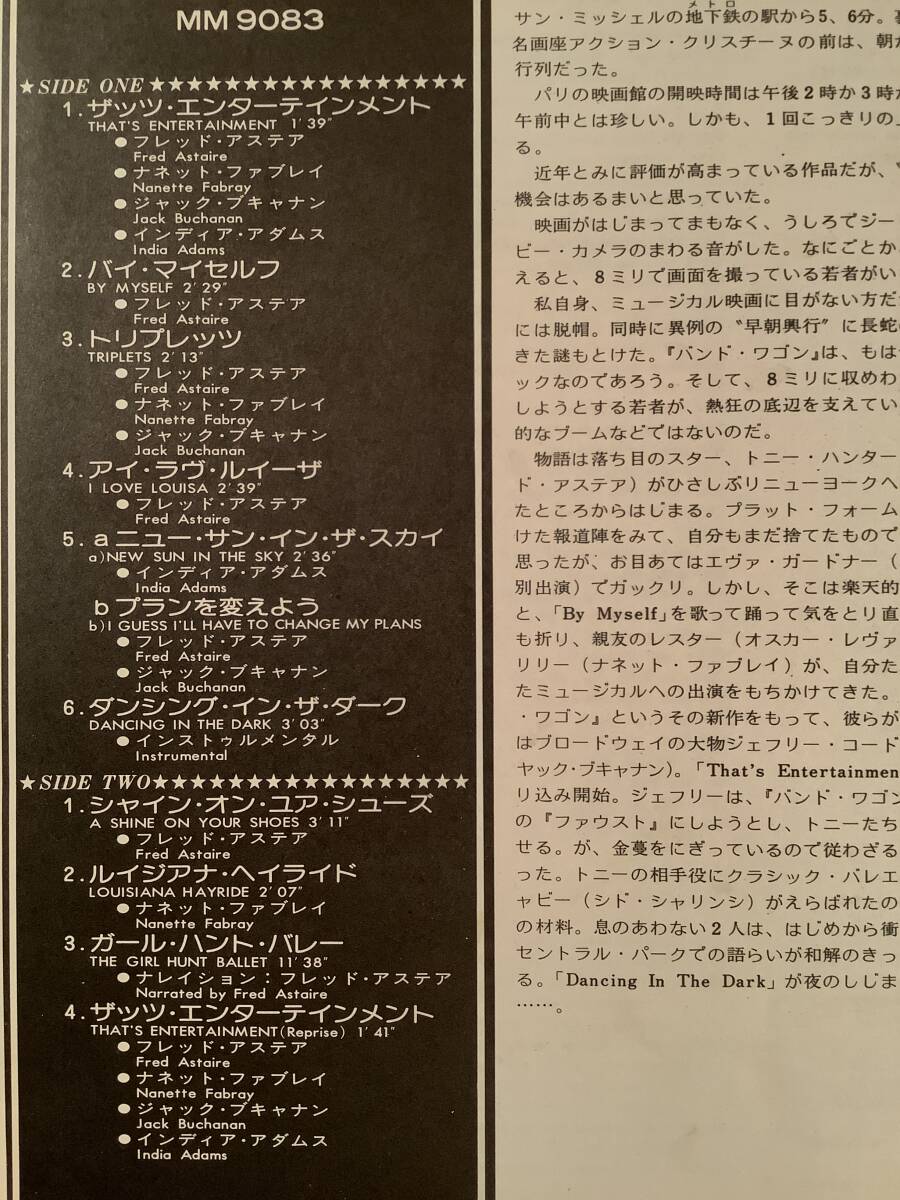 MM 9083
★SIDE ONE★★★★★★★★★★★★★★★★★★★★
1.ザッツ・エンターテインメント
THAT'S ENTERTAINMENT 1'39"
●フレッド・アステア
Fred Astaire
●ナネット・ファブレイ
Nanette Fabray
●ジャック・ブキャナン
Jack Buchanan
●インディア・アダムス
India Adams
2.バイ・マイセルフ
BY MYSELF 2'29"
●フレッド・アステア
Fred Astaire
3.トリプレッツ
TRIPLETS 2'13"
●フレッド・アステア
Fred Astaire
●ナネット・ファブレイ
Nanette Fabray
●ジャック・ブキャナン
Jack Buchanan
4.アイ・ラヴ・ルイーザ
I LOVE LOUISA 2'39"
●フレッド・アステア
Fred Astaire
5.aニュー・サン・イン・ザ・スカイ
a)NEW SUN IN THE SKY 2'36"
●インディア・アダムス
India Adams
bプランを変えよう
b)I GUESS I'LL HAVE TO CHANGE MY PLANS
●フレッド・アステア
Fred Astaire
●ジャック・ブキャナン
Jack Buchanan
6.ダンシング・イン・ザ・ダーク
DANCING IN THE DARK 3'03"
●インストゥルメンタル
Instrumental
★SIDE TWO★★★★★★★★★★★★★★★★★★★★
1.シャイン・オン・ユア・シューズ
A SHINE ON YOUR SHOES 3'11"
●フレッド・アステア
Fred Astaire
2.ルイジアナ・ヘイライド
LOUISIANA HAYRIDE 2'07"
●ナネット・ファブレイ
Nanette Fabray
3.ガール・ハント・バレー
THE GIRL HUNT BALLET 11'38"
●ナレイション:フレッド・アステア
Narrated by Fred Astaire
4.ザッツ・エンターテインメント
THAT'S ENTERTAINMENT(Reprise) 1'41"
●フレッド・アステア
Fred Astaire
●ナネット・ファブレイ
Nanette Fabray
●ジャック・ブキャナン
Jack Buchanan
●インディア・アダムス
India Adams
メトロ
サン・ミッシェルの地下鉄の駅から5、6分。
名画座アクション・クリスチーヌの前は、朝
行列だった。
パリの映画館の開映時間は午後2時か3時
午前中とは珍しい。しかも、1回こっきりの
る。
近年とみに評価が高まっている作品だが、
機会はあるまいと思っていた。
映画がはじまってまもなく、うしろでジー
ビー・カメラのまわる音がした。なにごとか
えると、8ミリで画面を撮っている若者がい
私自身、ミュージカル映画に目がない方だ
には脱帽。同時に異例の〝早朝興行〟に長蛇
きた謎もとけた。『バンド・ワゴン』は、もは
ックなのであろう。そして、8ミリに収めわ
しようとする若者が、熱狂の底辺を支えてい
的なブームなどではないのだ。
物語は落ち目のスター、トニー・ハンター
ド・アステア)がひさしぶりニューヨークへ
たところからはじまる。プラット・フォーム
けた報道陣をみて、自分もまだ捨てたもので
思ったが、お目あてはエヴァ・ガードナー(
別出演)でガックリ。しかし、そこは楽天的
と、「By Myself」を歌って踊って気をとり直
も折り、親友のレスター(オスカー・レヴァ
リリー(ナネット・ファブレイ)が、自分た
たミュージカルへの出演をもちかけてきた。
・ワゴン』というその新作をもって、彼らが
はブロードウェイの大物ジェフリー・コード
ヤック・ブキャナン)。「That's Entertainmen
り込み開始。ジェフリーは、『バンド・ワゴン
の『ファウスト』にしようとし、トニーたち
せる。が、金蔓をにぎっているので従わざる
った。トニーの相手役にクラシック・バレエ
ャビー(シド・シャリンシ)がえらばれたの
の材料。息のあわない2人は、はじめから衝
セントラル・パークでの語らいが和解のきっ
る。「Dancing In The Dark」が夜のしじま
……。